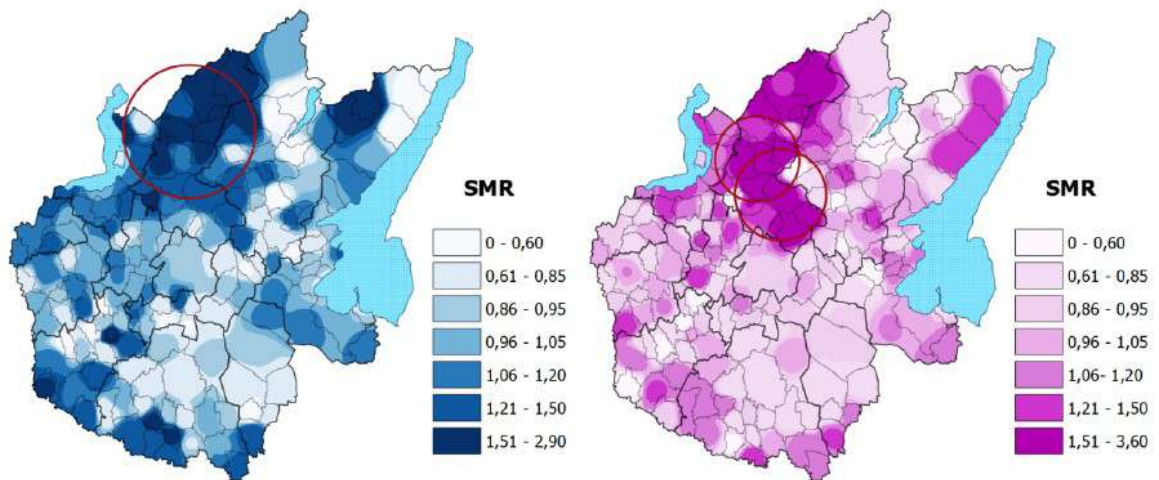 SMR
0 - 0,60
0,61 - 0,85
0,86 - 0,95
0,96 - 1,05
1,06 - 1,20
1,21 - 1,50
1,51 - 2,90
SMR
0 - 0,60
0,61 - 0,85
0,86 - 0,95
0,96 - 1,05
1,06- 1,20
1,21 - 1,50
1,51 - 3,60